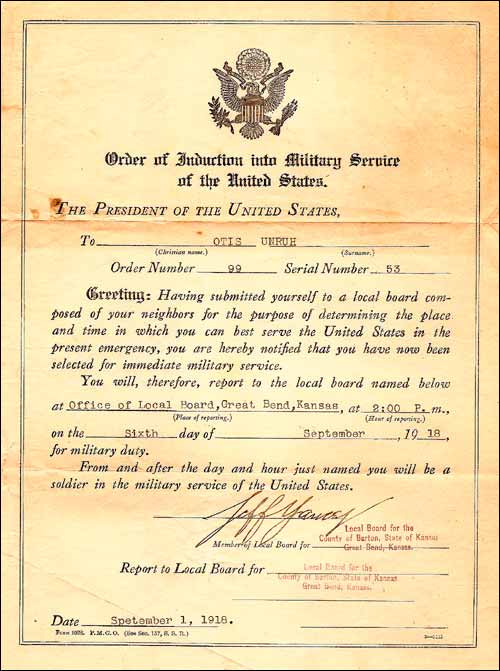 Order of Induction into Military Service
of the United States.
THE PRESIDENT OF THE UNITED STATES,
To OTIS UNRUH
(Christian name.) (Surname.)
Order Number 99 Serial Number 53
Greeting: Having submitted yourself to a local board com-
posed of your neighbors for the purpose of determining the place
and time in which you can best serve the United States in the
present emergency, you are hereby notified that you have now been
selected for immediate military service.
You will, therefore, report to the local board named below
at Office of Local Board, Great Bend, Kansas, at 2:00 P. m.,
(Place of reporting.) (Hour of reporting.)
on the Sixth day of September, 1918,
for military duty.
From and after the day and hour just named you will be a
soldier in the military service of the United States.
Local Board for the
County of Barton, State of Kansas
Member of Local Board for Great Bend, Kansas.
Report to Local Board for Local Board for the
County of Barton, State of Kansas
Great Bend, Kansas.
Date Spetember 1, 1918.
FORM 1028. P.M.G.O. (See Sec. 157, S. S. R.)